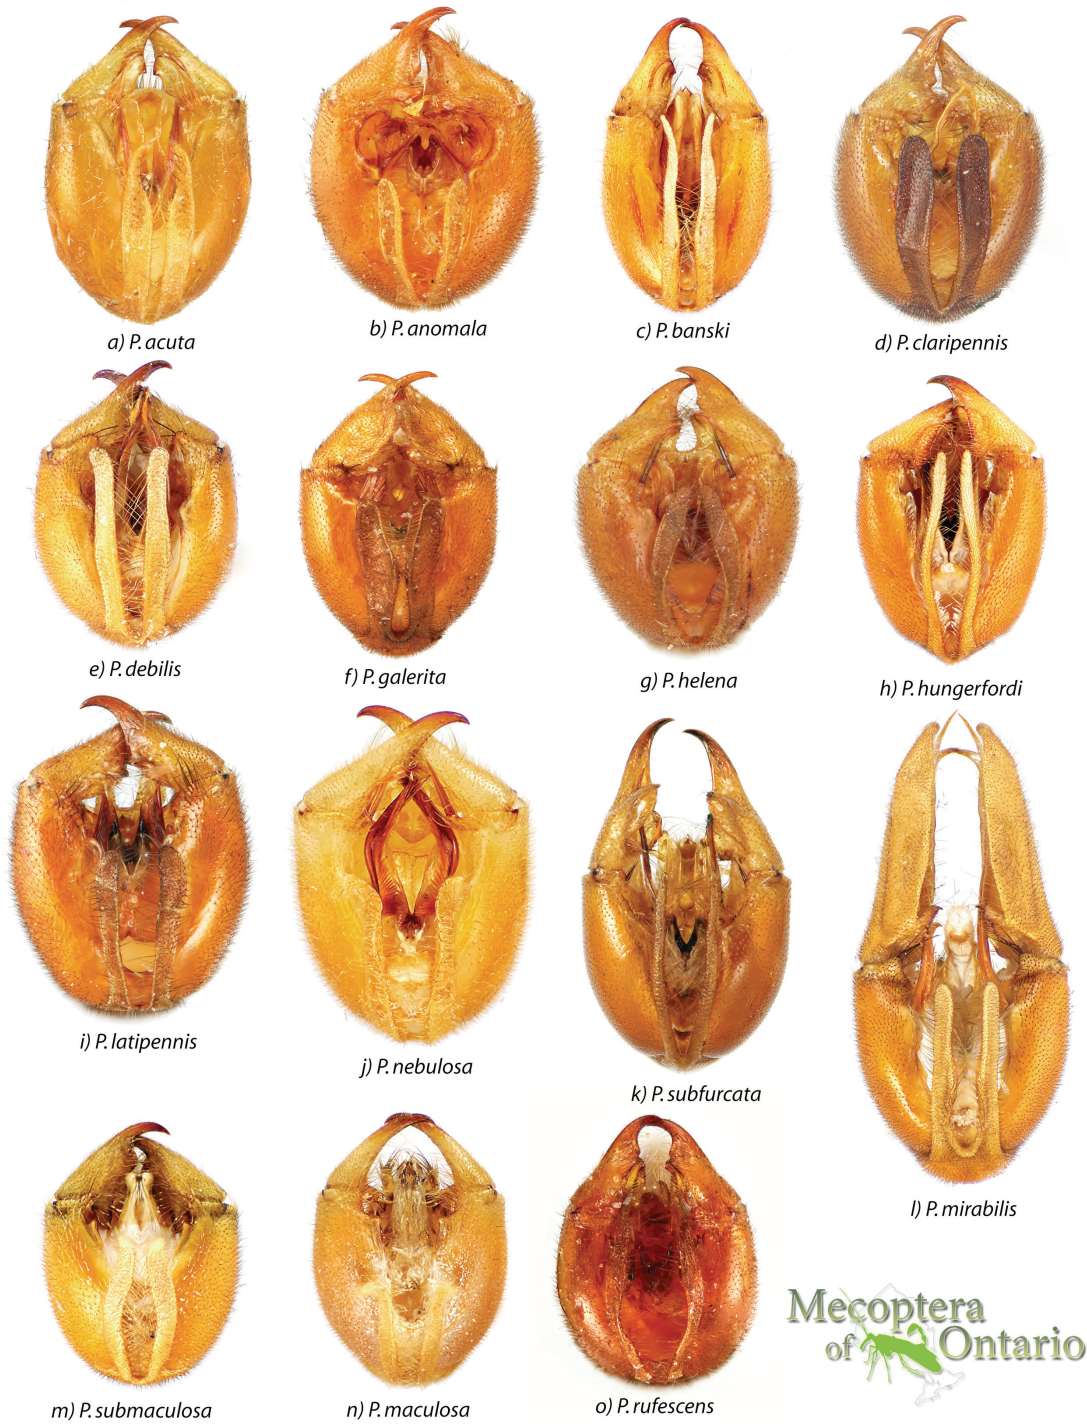 a) P. acuta
b) P. anomala
c) P. banski
d) P. claripennis
e) P. debilis
f) P. galerita
g) P. helena
h) P. hungerfordi
i) P. latipennis
j) P. nebulosa
k) P. subfurcata
l) P. mirabilis
m) P. submaculosa
n) P. maculosa
o) P. rufescens
Mecoptera
of Ontario